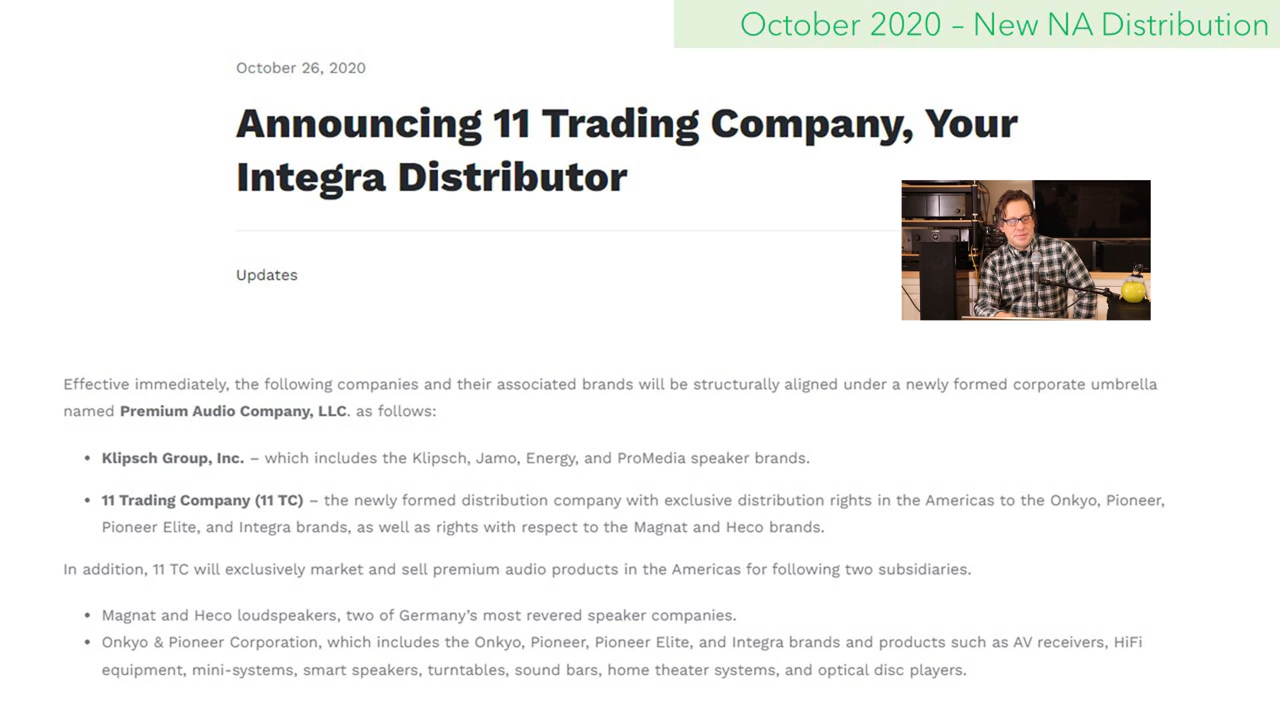 October 2020 – New NA Distribution
October 26, 2020
Announcing 11 Trading Company, Your
Integra Distributor
Updates
Effective immediately, the following companies and their associated brands will be structurally aligned under a newly formed corporate umbrella
named Premium Audio Company, LLC. as follows:
• Klipsch Group, Inc. – which includes the Klipsch, Jamo, Energy, and ProMedia speaker brands.
• 11 Trading Company (11 TC) – the newly formed distribution company with exclusive distribution rights in the Americas to the Onkyo, Pioneer,
Pioneer Elite, and Integra brands, as well as rights with respect to the Magnat and Heco brands.
In addition, 11 TC will exclusively market and sell premium audio products in the Americas for following two subsidiaries.
• Magnat and Heco loudspeakers, two of Germany’s most revered speaker companies.
• Onkyo & Pioneer Corporation, which includes the Onkyo, Pioneer, Pioneer Elite, and Integra brands and products such as AV receivers, HiFi
equipment, mini-systems, smart speakers, turntables, sound bars, home theater systems, and optical disc players.